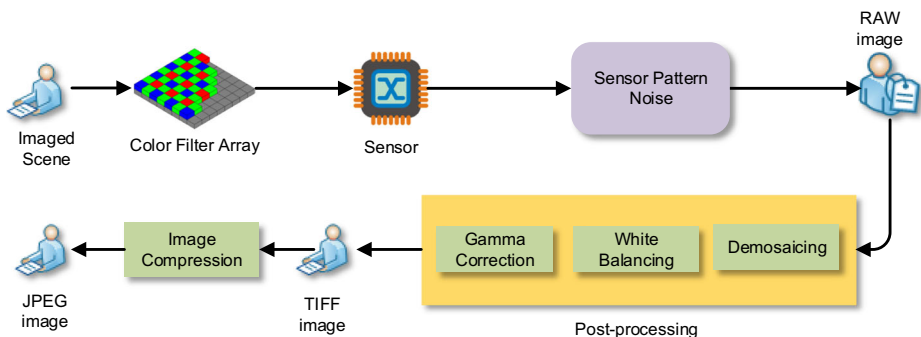 RAW
image
Sensor Pattern
Noise
Imaged
Scene
Color Filter Array
Sensor
Gamma
Correction
White
Balancing
Demosaicing
Image
Compression
JPEG
image
TIFF
image
Post-processing